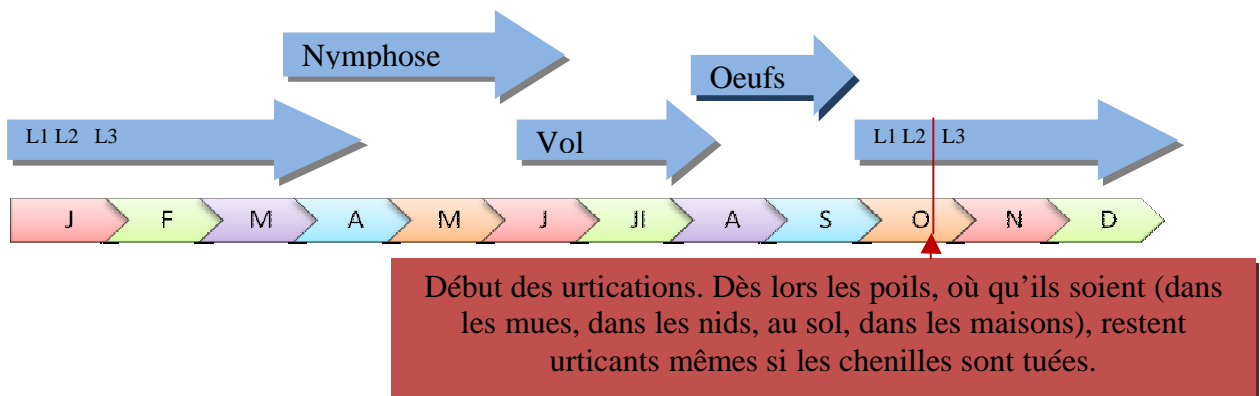 Nymphose
Oeufs
L1 L2 L3
Vol
L1 L2 L3
J F M A M J Jl A S O N D
Début des urtications. Dès lors les poils, où qu'ils soient (dans
les mues, dans les nids, au sol, dans les maisons), restent
urticants mêmes si les chenilles sont tuées.